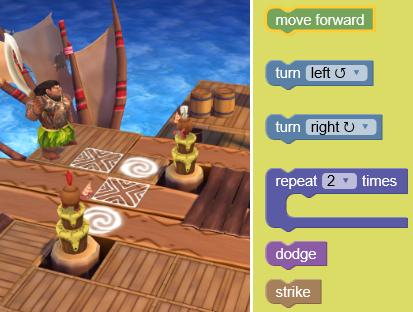 move forward
turn left ↺ ▼
turn right ↻ ▼
repeat 2 ▼ times
dodge
strike